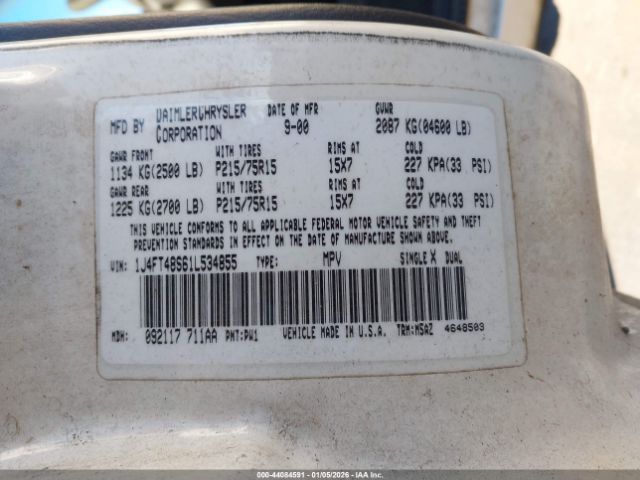 MFD BY DAIMLERCHRYSLER CORPORATION DATE OF MFR 9-00 GVWR 2087 KG(04600 LB)
GAWR FRONT WITH TIRES RIMS AT COLD
1134 KG(2500 LB) P215/75R15 15X7 227 KPA(33 PSI)
GAWR REAR WITH TIRES RIMS AT COLD
1225 KG(2700 LB) P215/75R15 15X7 227 KPA(33 PSI)
THIS VEHICLE CONFORMS TO ALL APPLICABLE FEDERAL MOTOR VEHICLE SAFETY AND THEFT
PREVENTION STANDARDS IN EFFECT ON THE DATE OF MANUFACTURE SHOWN ABOVE.
VIN: 1J4FT48S61L534855 TYPE: MPV SINGLE X DUAL
MDH: 092117 711AA PNT:PW1 VEHICLE MADE IN U.S.A. TRM:MSAZ 4648503
000-44084591 - 01/05/2026 - IAAI.COM